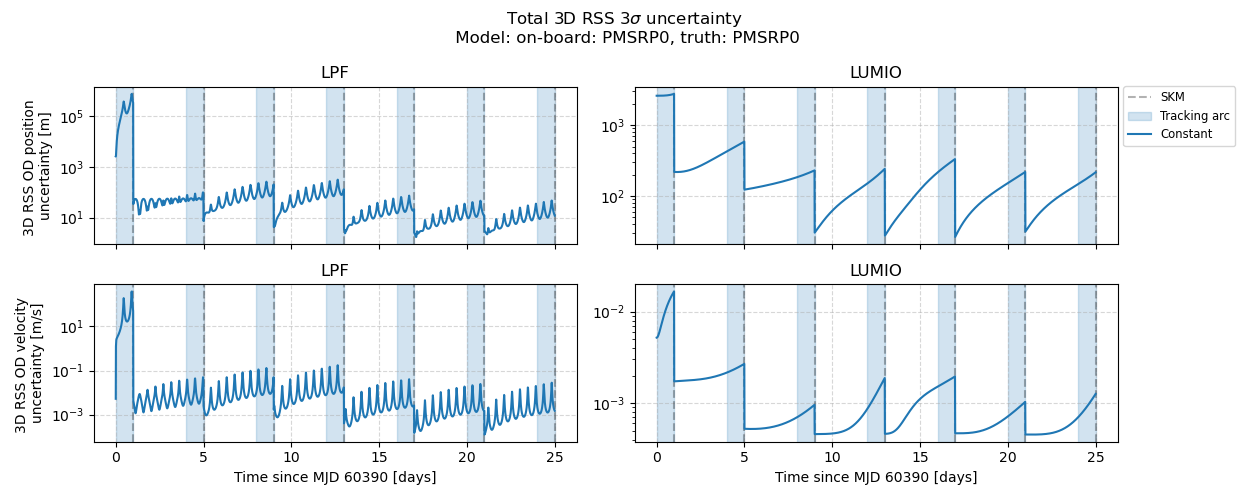 Total 3D RSS 3σ uncertainty
Model: on-board: PMSRP0, truth: PMSRP0
LPF
LUMIO
3D RSS OD position
uncertainty [m]
10^5
10^3
10^1
10^3
10^2
SKM
Tracking arc
Constant
LPF
LUMIO
3D RSS OD velocity
uncertainty [m/s]
10^1
10^−1
10^−3
10^−2
10^−3
0 5 10 15 20 25
0 5 10 15 20 25
Time since MJD 60390 [days]
Time since MJD 60390 [days]